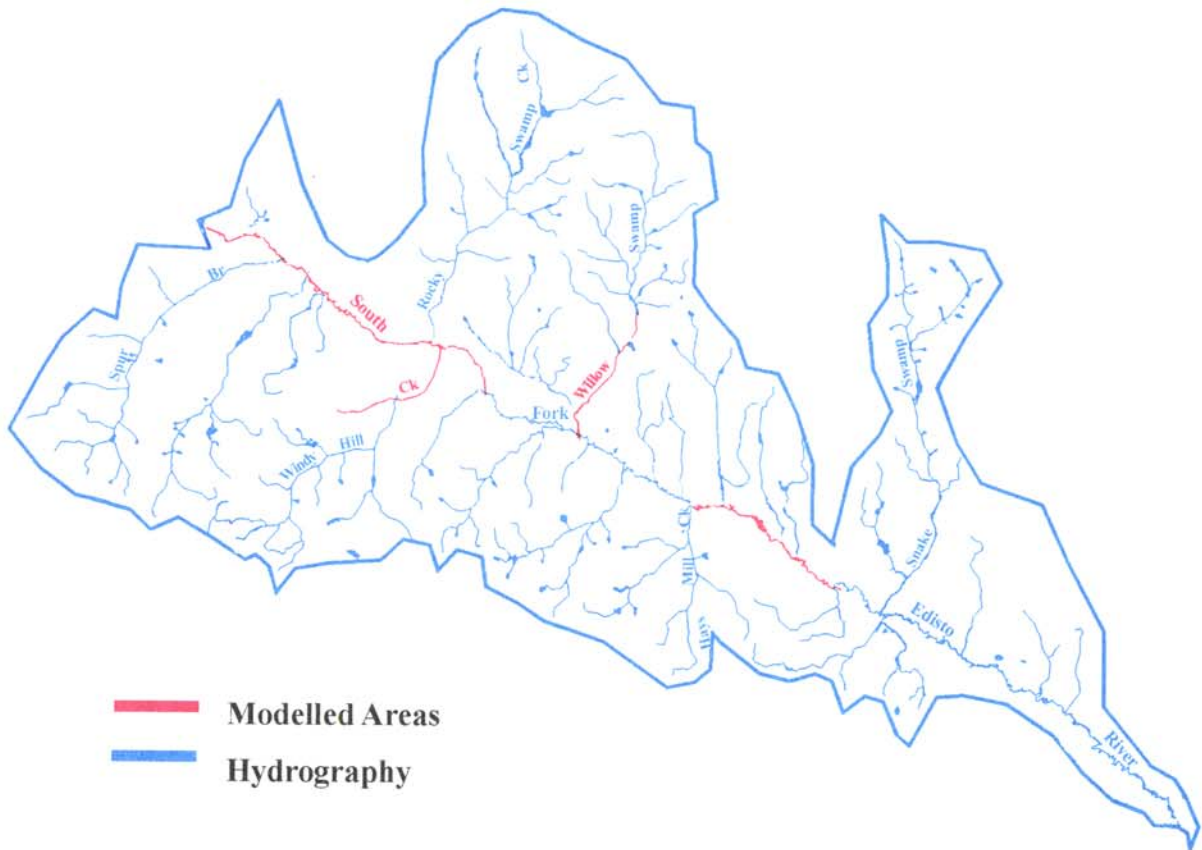 Swamp Ck
Swamp
Rocky
Br
Spur
South
Ck
Willow
Fork
Windy Hill
Swamp
Snake
Ck
Mill
Hays
Edisto
River
Modelled Areas
Hydrography